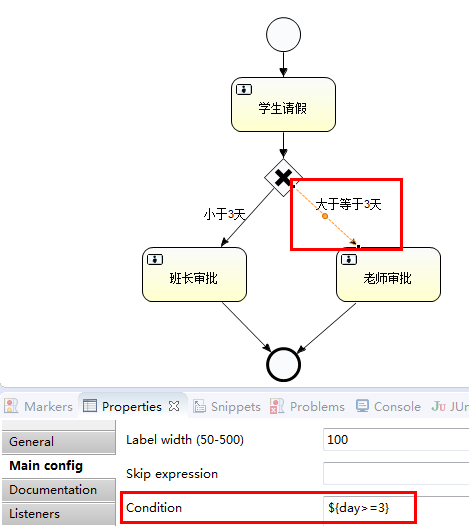 学生请假
小于3天
大于等于3天
班长审批
老师审批
Markers
Properties
Snippets
Problems
Console
Ju JUr
General
Main config
Documentation
Listeners
Label width (50-500)
100
Skip expression
Condition
${day>=3}